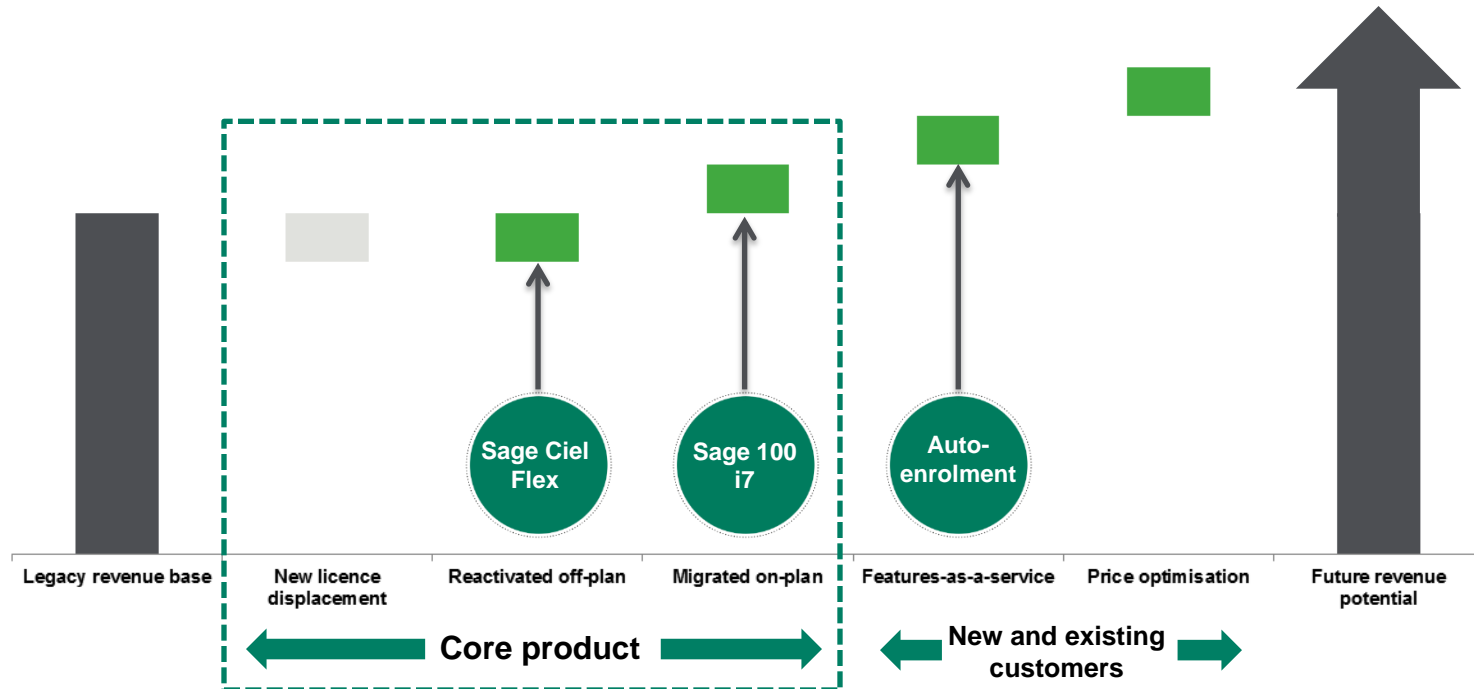 Sage Ciel
Flex
Sage 100
i7
Auto-
enrolment
Legacy revenue base
New licence
displacement
Reactivated off-plan
Migrated on-plan
Features-as-a-service
Price optimisation
Future revenue
potential
Core product
New and existing
customers